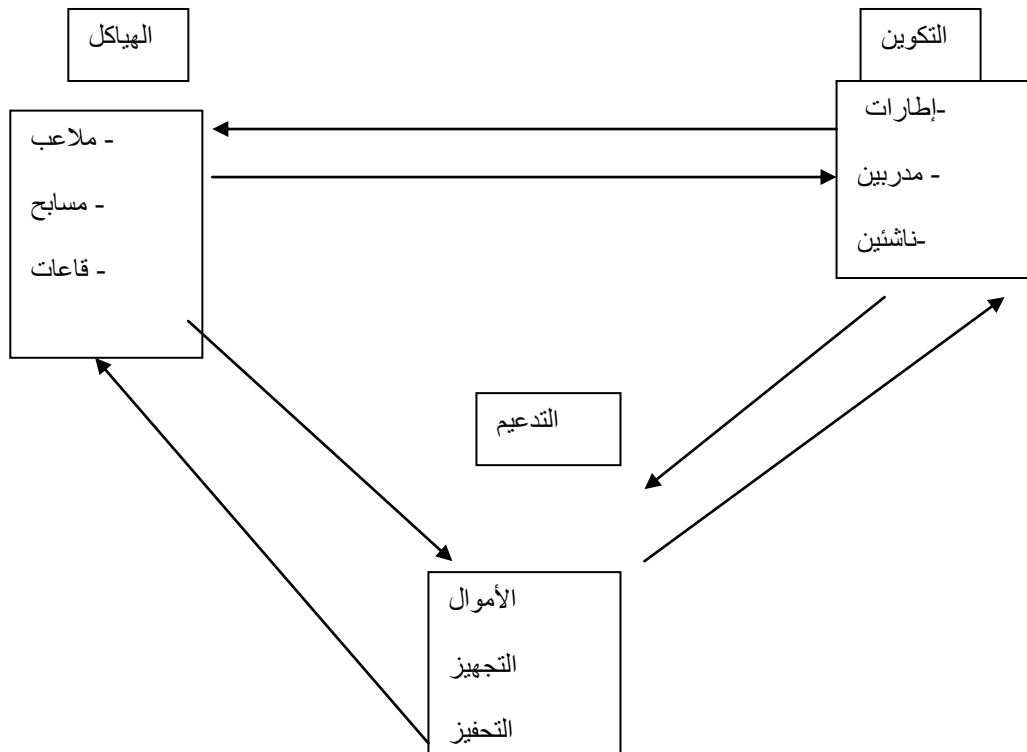 التكوين
-إطارات
- مدربين
-ناشئين
الهياكل
- ملاعب
- مسابح
- قاعات
التدعيم
الأموال
التجهيز
التحفيز